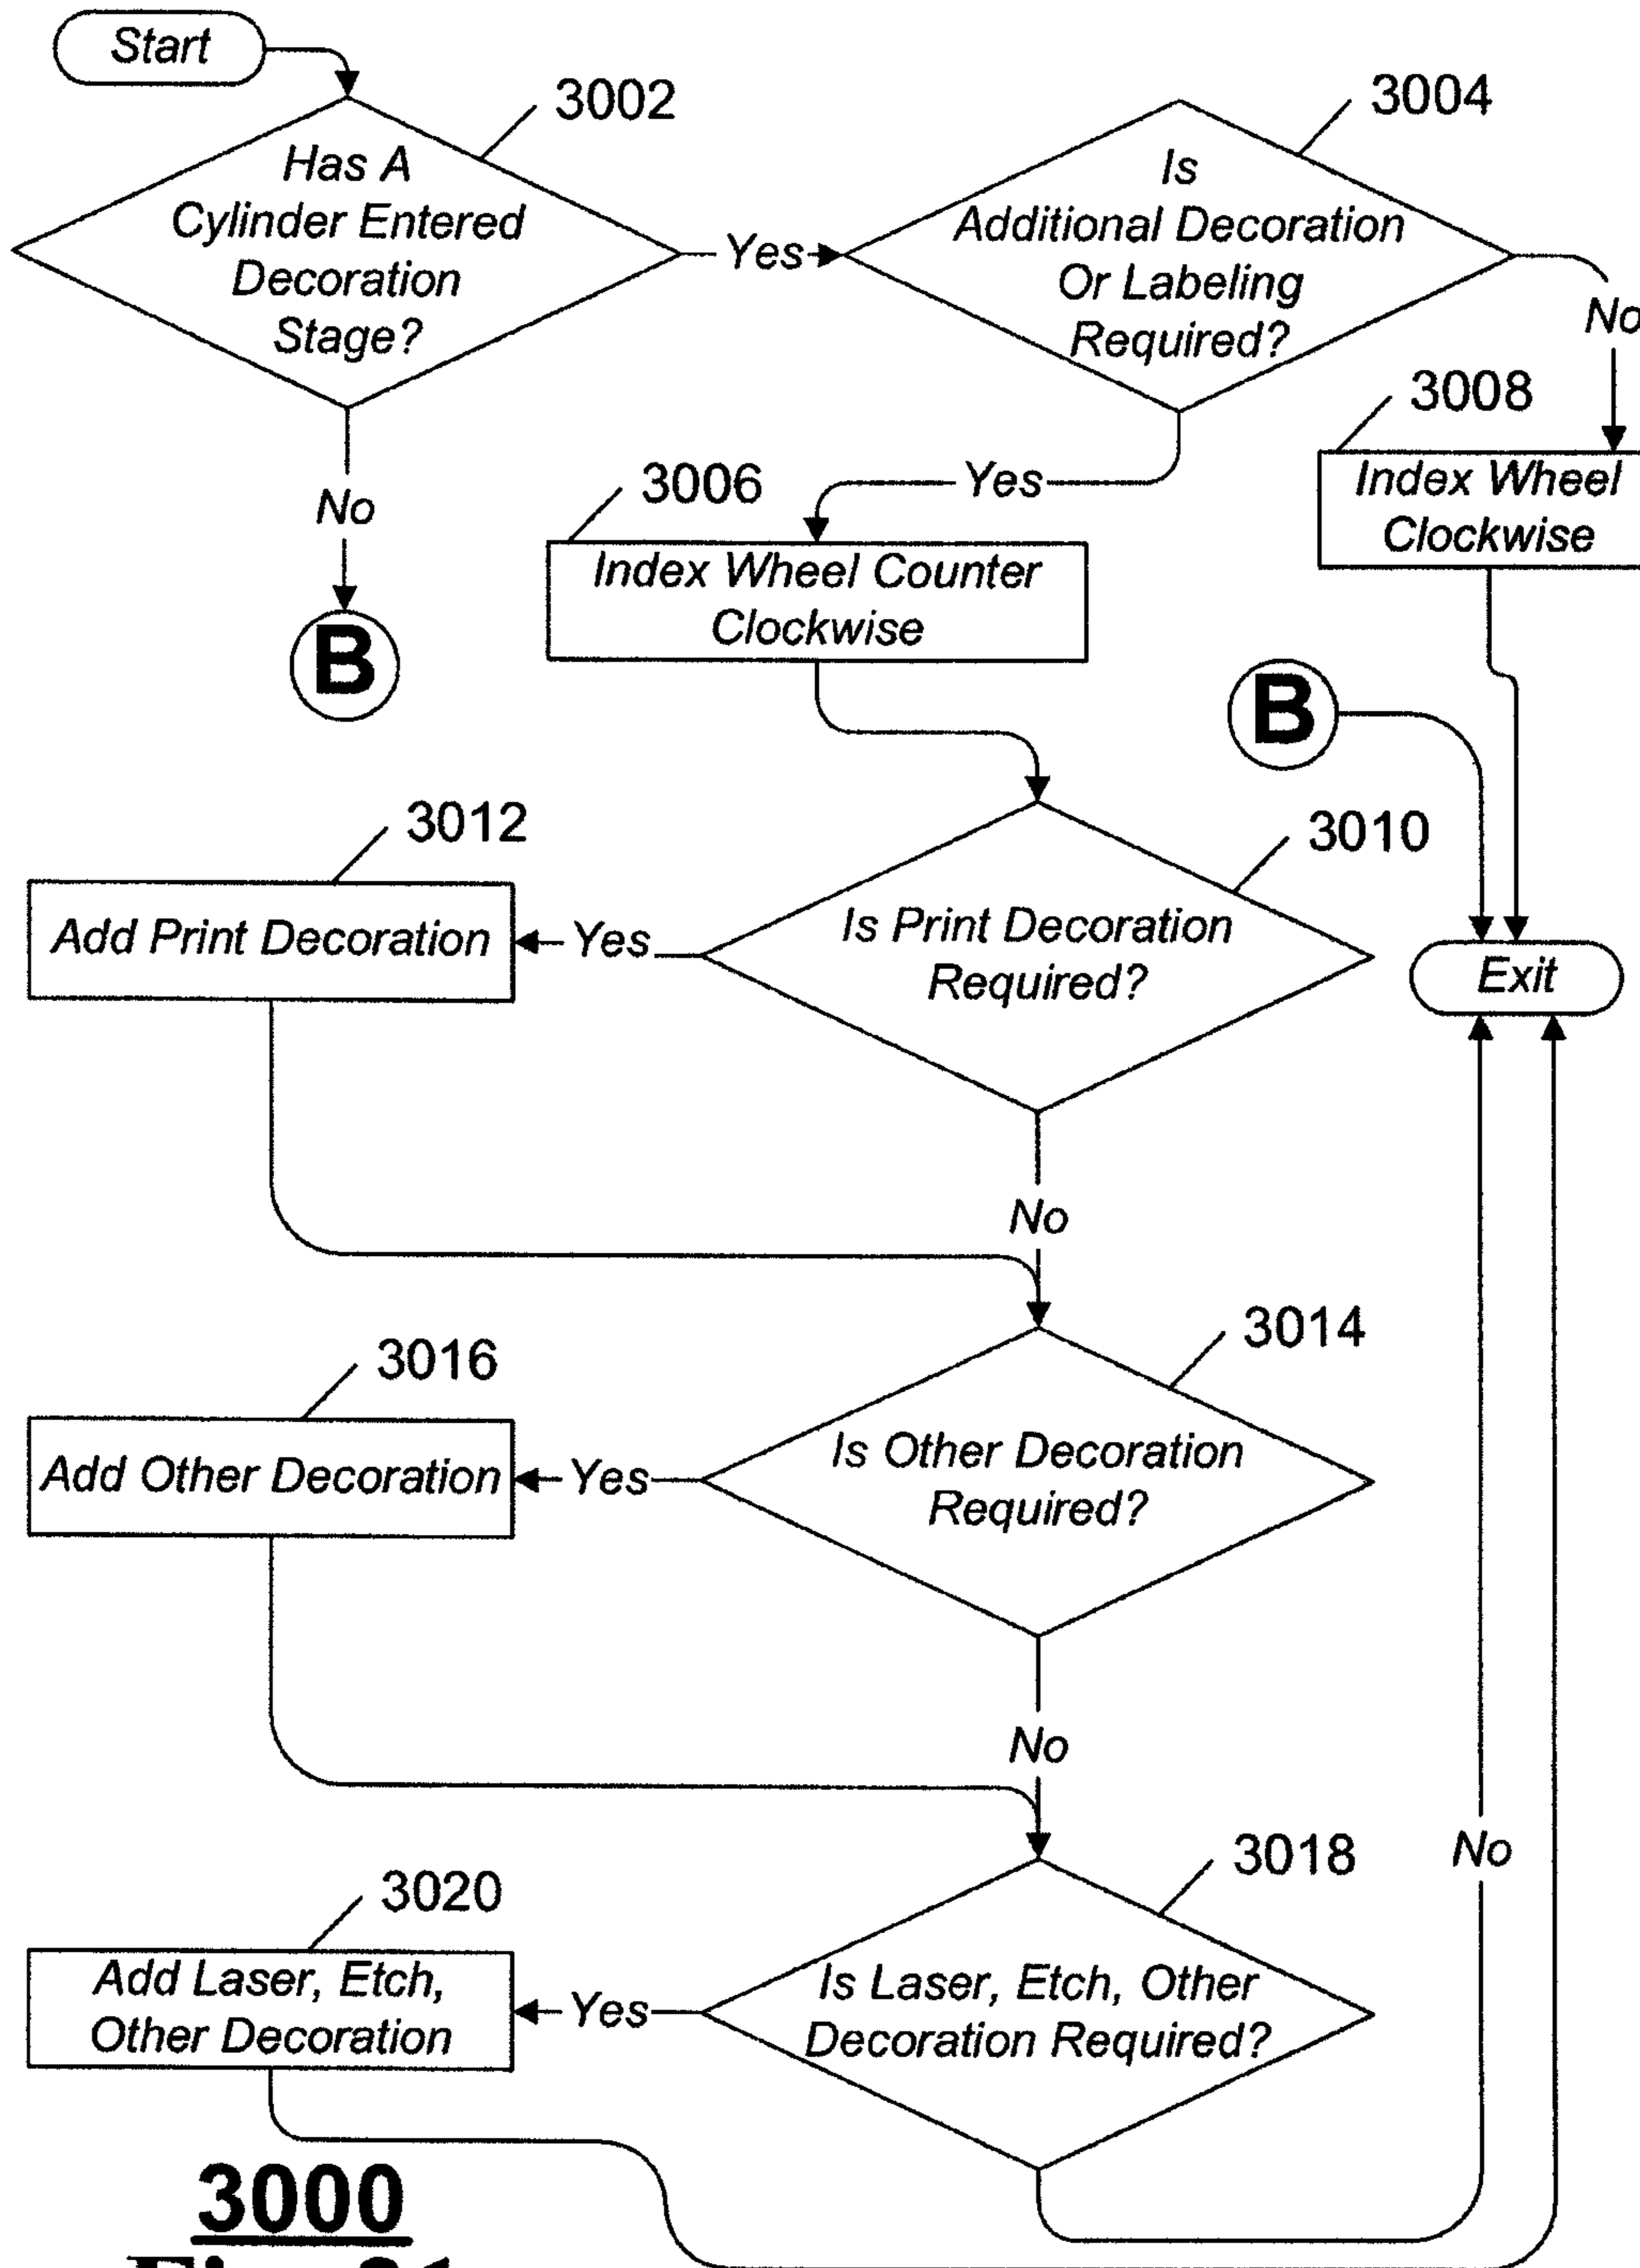 Start
3002
Has A
Cylinder Entered
Decoration
Stage?
Yes
3004
Is
Additional Decoration
Or Labeling
Required?
No
3008
Index Wheel
Clockwise
No
B
Yes
3006
Index Wheel Counter
Clockwise
B
Exit
3010
Is Print Decoration
Required?
Yes
3012
Add Print Decoration
No
3014
Is Other Decoration
Required?
Yes
3016
Add Other Decoration
No
3018
Is Laser, Etch, Other
Decoration Required?
Yes
3020
Add Laser, Etch,
Other Decoration
No
3000